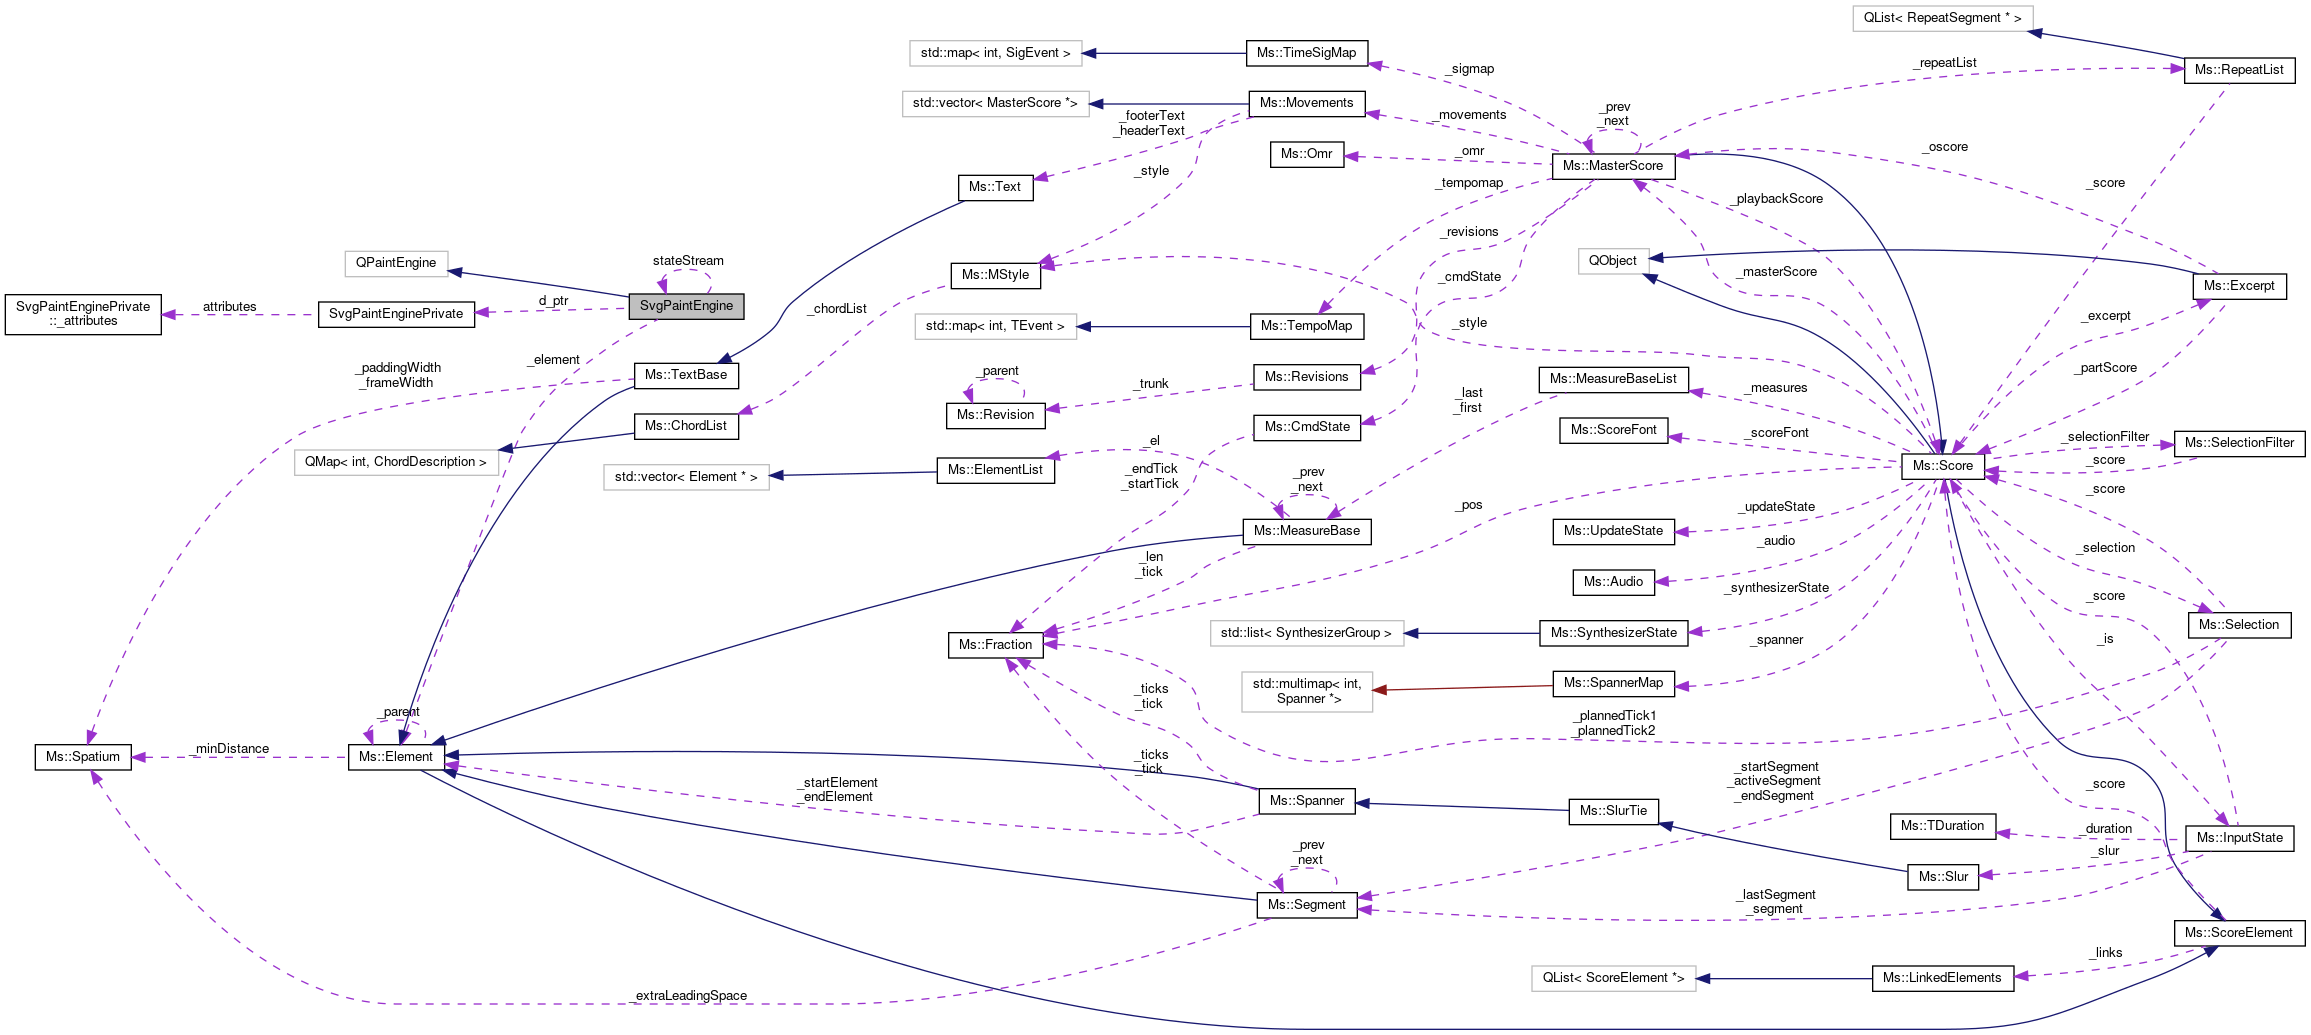 QList< RepeatSegment * >
std::map< int, SigEvent >
Ms::TimeSigMap
_sigmap
_repeatList
Ms::RepeatList
std::vector< MasterScore *>
Ms::Movements
_footerText
_headerText
_movements
_prev
_next
_omr
Ms::Omr
Ms::MasterScore
_oscore
_style
Ms::Text
_tempomap
_playbackScore
_score
_revisions
QPaintEngine
stateStream
Ms::MStyle
_cmdState
_masterScore
QObject
Ms::Excerpt
SvgPaintEnginePrivate
::_attributes
attributes
SvgPaintEnginePrivate
d_ptr
SvgPaintEngine
_chordList
std::map< int, TEvent >
Ms::TempoMap
_style
_excerpt
_paddingWidth
_frameWidth
_element
Ms::TextBase
_parent
_trunk
Ms::Revisions
Ms::MeasureBaseList
_measures
_partScore
Ms::Revision
_last
_first
Ms::ChordList
Ms::CmdState
Ms::ScoreFont
_scoreFont
_selectionFilter
Ms::SelectionFilter
QMap< int, ChordDescription >
_el
std::vector< Element * >
Ms::ElementList
_endTick
_startTick
_prev
_next
Ms::Score
_score
_score
_pos
Ms::MeasureBase
Ms::UpdateState
_updateState
_len
_tick
_audio
_selection
Ms::Audio
_synthesizerState
_score
Ms::Fraction
std::list< SynthesizerGroup >
Ms::SynthesizerState
_spanner
_is
Ms::Selection
_ticks
_tick
std::multimap< int,
Spanner *>
Ms::SpannerMap
_parent
_plannedTick1
_plannedTick2
Ms::Spatium
_minDistance
Ms::Element
_ticks
_tick
_startElement
_endElement
_startSegment
_activeSegment
_endSegment
_score
Ms::Spanner
Ms::SlurTie
Ms::TDuration
_duration
Ms::InputState
_prev
_next
_slur
Ms::Slur
Ms::Segment
_lastSegment
_segment
Ms::ScoreElement
_links
QList< ScoreElement *>
Ms::LinkedElements
_extraLeadingSpace